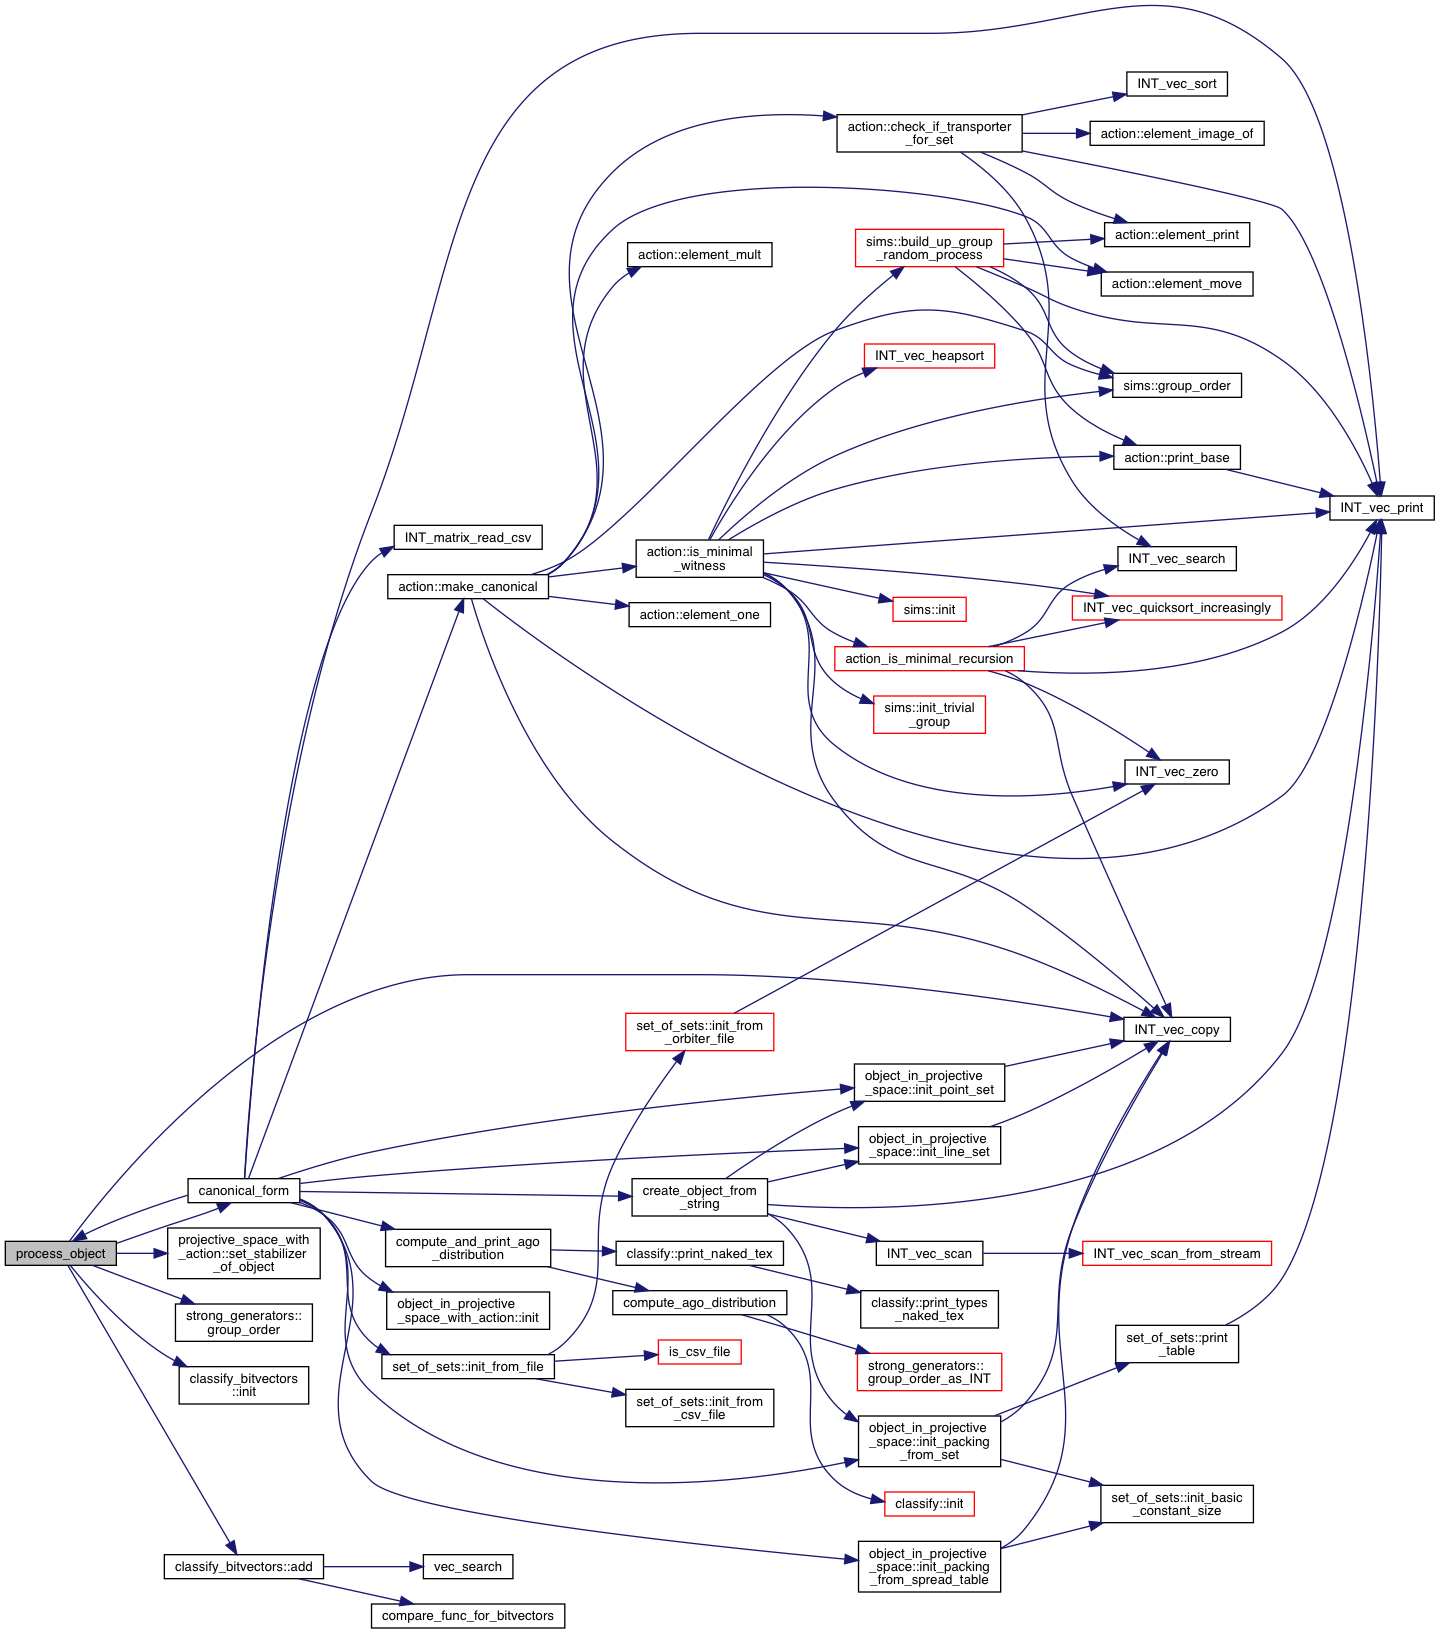 process_object
canonical_form
projective_space_with
_action::set_stabilizer
_of_object
strong_generators::
group_order
classify_bitvectors
::init
classify_bitvectors::add
INT_matrix_read_csv
action::make_canonical
compute_and_print_ago
_distribution
object_in_projective
_space_with_action::init
set_of_sets::init_from_file
vec_search
compare_func_for_bitvectors
action::element_mult
action::is_minimal
_witness
action::element_one
set_of_sets::init_from
_orbiter_file
create_object_from
_string
classify::print_naked_tex
compute_ago_distribution
is_csv_file
set_of_sets::init_from
_csv_file
action::check_if_transporter
_for_set
sims::build_up_group
_random_process
INT_vec_heapsort
sims::init
action_is_minimal_recursion
sims::init_trivial
_group
object_in_projective
_space::init_point_set
object_in_projective
_space::init_line_set
INT_vec_scan
classify::print_types
_naked_tex
strong_generators::
group_order_as_INT
object_in_projective
_space::init_packing
_from_set
classify::init
object_in_projective
_space::init_packing
_from_spread_table
INT_vec_sort
action::element_image_of
action::element_print
action::element_move
sims::group_order
action::print_base
INT_vec_search
INT_vec_quicksort_increasingly
INT_vec_zero
INT_vec_copy
INT_vec_scan_from_stream
set_of_sets::print
_table
set_of_sets::init_basic
_constant_size
INT_vec_print